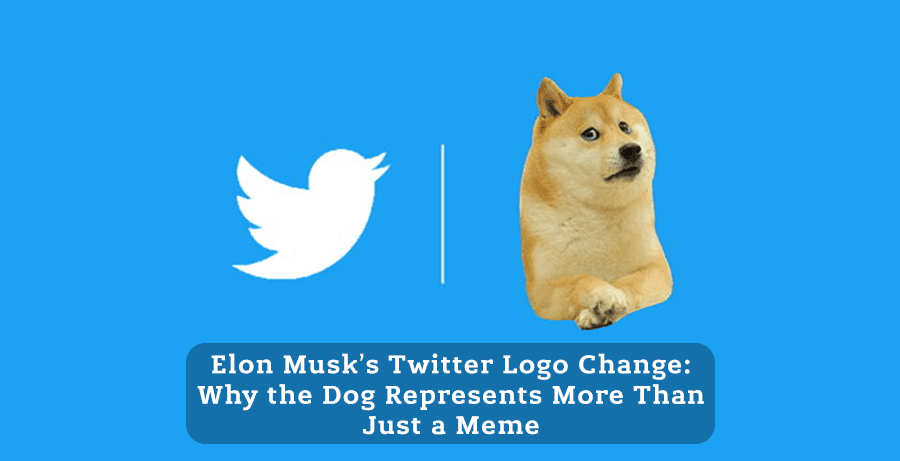 Elon Musk’s Twitter Logo Change:
Why the Dog Represents More Than
Just a Meme